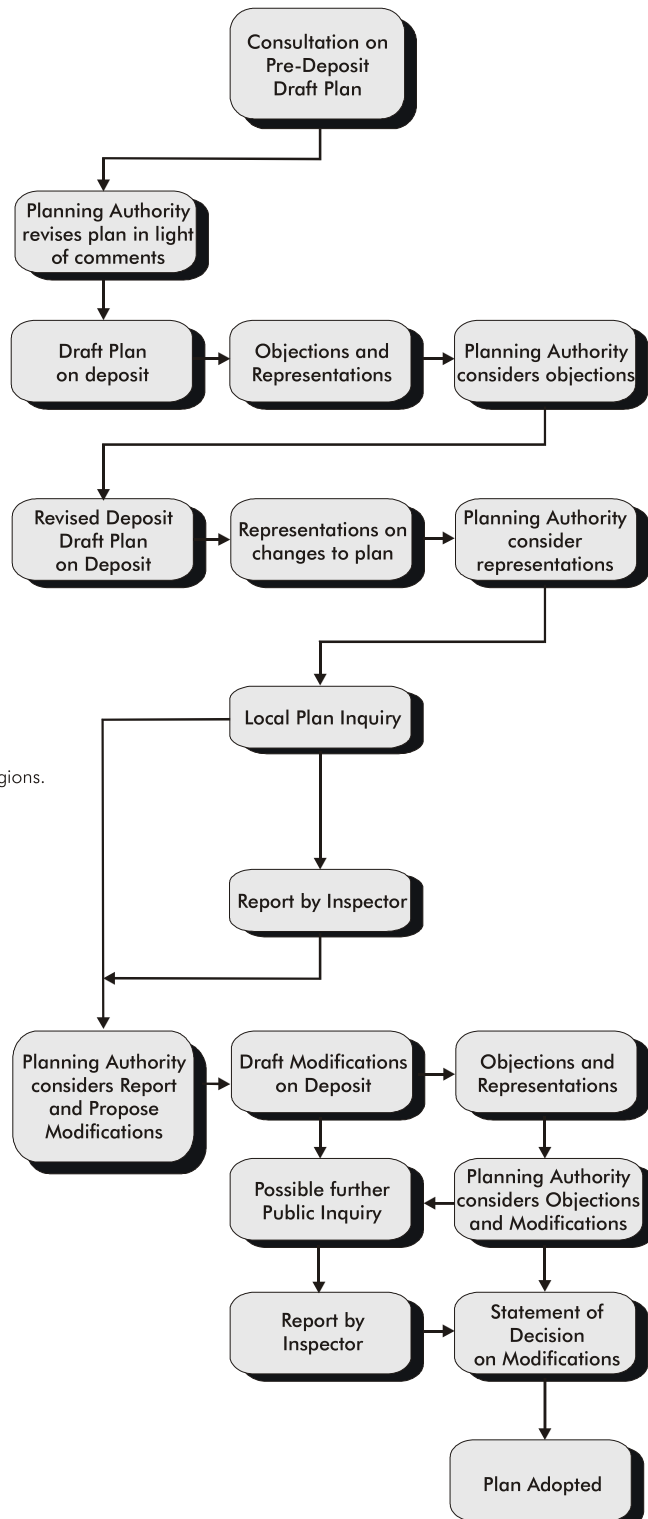 Consultation on
Pre-Deposit
Draft Plan
Planning Authority
revises plan in light
of comments
Draft Plan
on deposit
Objections and
Representations
Planning Authority
considers objections
Revised Deposit
Draft Plan
on Deposit
Representations on
changes to plan
Planning Authority
consider
representations
Local Plan Inquiry
gions.
Report by Inspector
Planning Authority
considers Report
and Propose
Modifications
Draft Modifications
on Deposit
Objections and
Representations
Possible further
Public Inquiry
Planning Authority
considers Objections
and Modifications
Report by
Inspector
Statement of
Decision
on Modifications
Plan Adopted